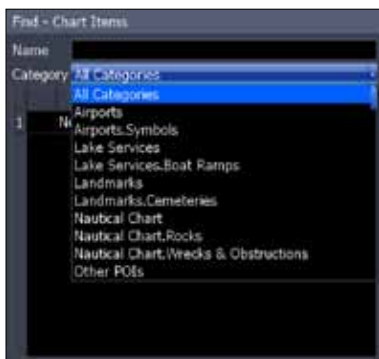 Find - Chart Items
Name
Category All Categories
All Categories
Airports
Airports.Symbols
Lake Services
Lake Services.Boat Ramps
Landmarks
Landmarks.Cemeteries
Nautical Chart
Nautical Chart.Rocks
Nautical Chart.Wrecks & Obstructions
Other POIs
1